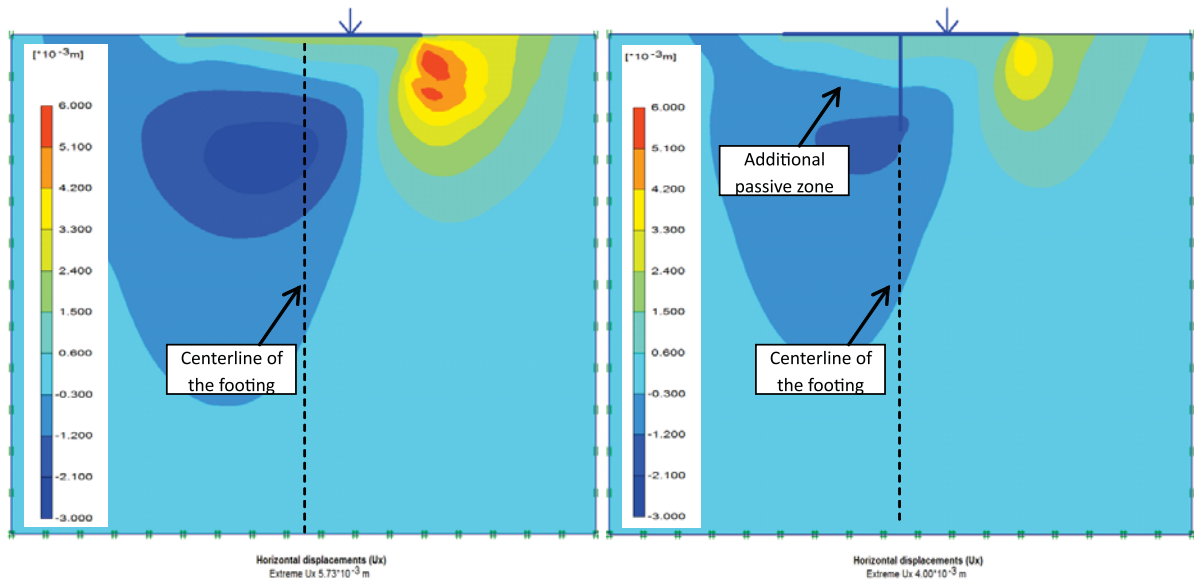 [*10⁻³m]
6.000
5.100
4.200
3.300
2.400
1.500
0.600
-0.300
-1.200
-2.100
-3.000
Centerline of
the footing
Horizontal displacements (Ux)
Extreme Ux 5.73*10⁻³ m
[*10⁻³m]
6.000
5.100
4.200
3.300
2.400
1.500
0.600
-0.300
-1.200
-2.100
-3.000
Additional
passive zone
Centerline of
the footing
Horizontal displacements (Ux)
Extreme Ux 4.00*10⁻³ m